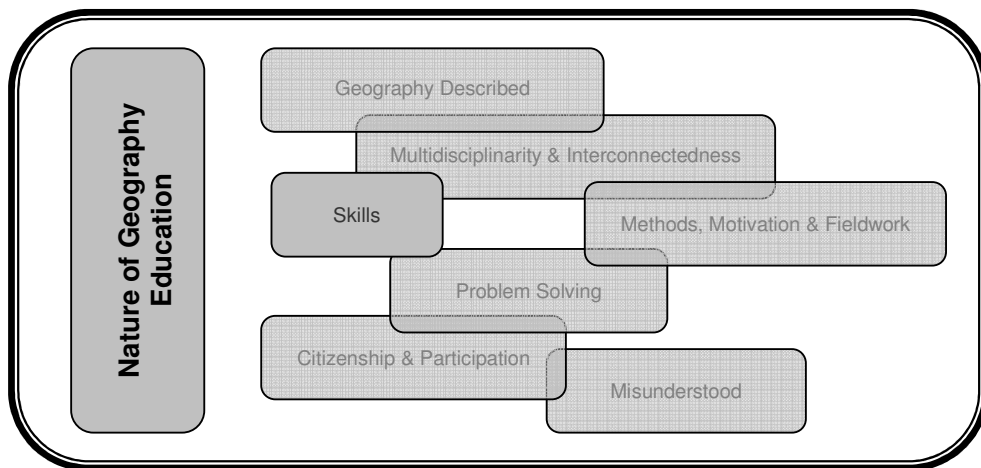 Nature of Geography
Education
Geography Described
Multidisciplinarity & Interconnectedness
Skills
Methods, Motivation & Fieldwork
Problem Solving
Citizenship & Participation
Misunderstood